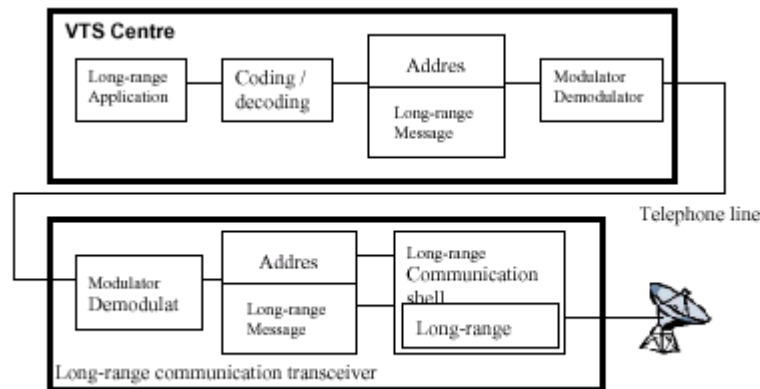 VTS Centre
Long-range
Application
Coding /
decoding
Addres
Long-range
Message
Modulator
Demodulator
Telephone line
Modulator
Demodulat
Addres
Long-range
Message
Long-range
Communication
shell
Long-range
Long-range communication transceiver